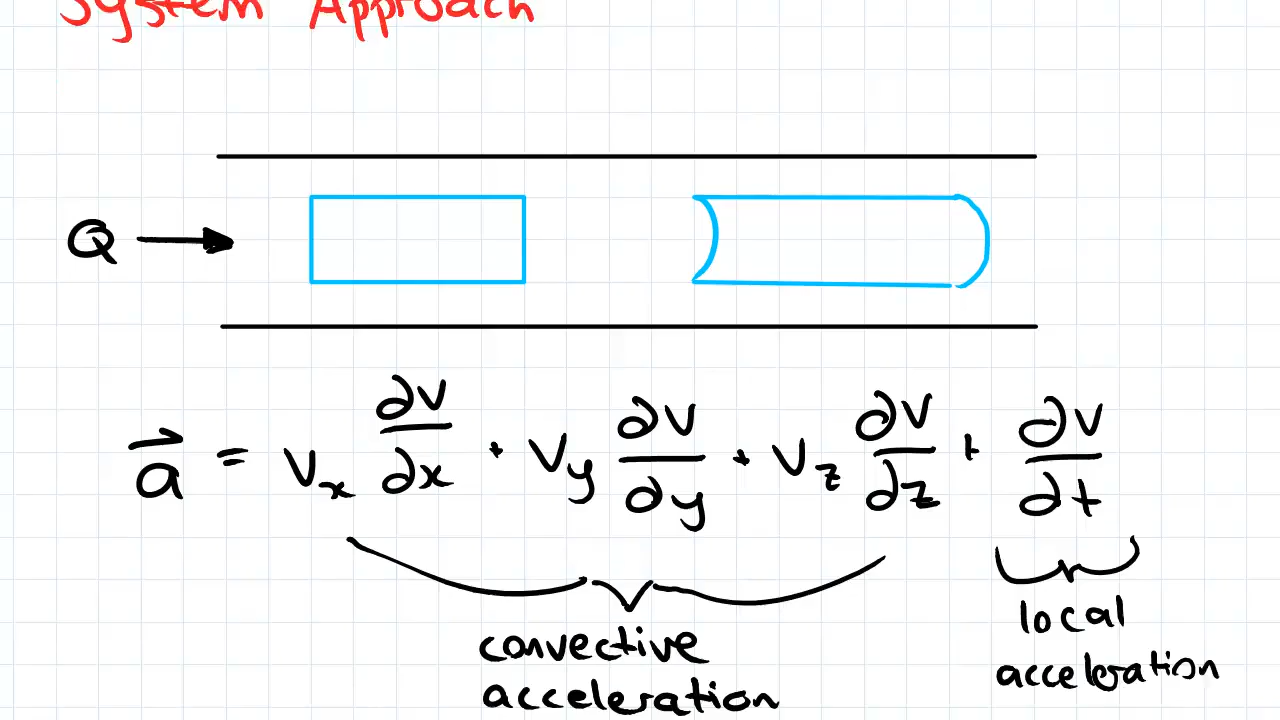 System Approach
Q
a⃗ = Vx ∂V/∂x + Vy ∂V/∂y + Vz ∂V/∂z + ∂V/∂t
convective acceleration
local acceleration